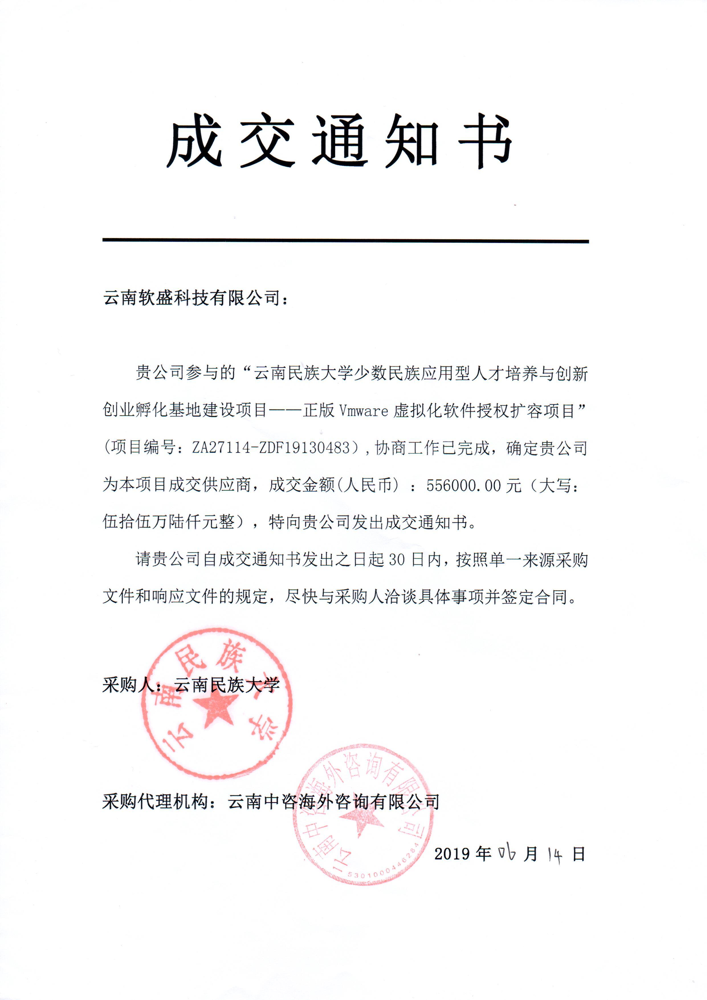 成交通知书
云南软盛科技有限公司：
贵公司参与的“云南民族大学少数民族应用型人才培养与创新
创业孵化基地建设项目——正版 Vmware 虚拟化软件授权扩容项目”
(项目编号：ZA27114-ZDF19130483）,协商工作已完成，确定贵公司
为本项目成交供应商，成交金额(人民币）：556000.00 元（大写：
伍拾伍万陆仟元整），特向贵公司发出成交通知书。
请贵公司自成交通知书发出之日起 30 日内，按照单一来源采购
文件和响应文件的规定，尽快与采购人洽谈具体事项并签定合同。
云南民族大学
采购人：云南民族大学
云南中咨海外咨询有限公司
采购代理机构：云南中咨海外咨询有限公司
5301000446284
2019 年 06 月 14 日